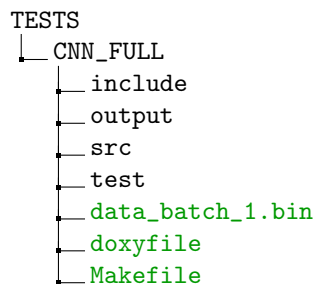 TESTS
CNN_FULL
include
output
src
test
data_batch_1.bin
doxyfile
Makefile